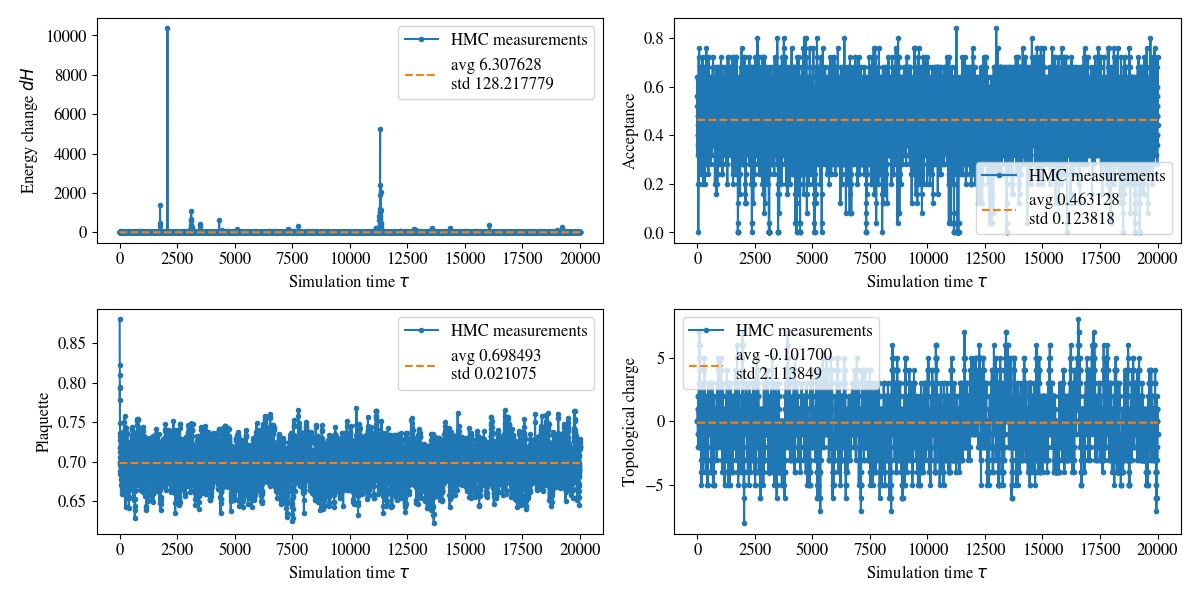 Energy change dH
10000
8000
6000
4000
2000
0
HMC measurements
avg 6.307628
std 128.217779
0 2500 5000 7500 10000 12500 15000 17500 20000
Simulation time τ
Acceptance
0.8
0.6
0.4
0.2
0.0
HMC measurements
avg 0.463128
std 0.123818
0 2500 5000 7500 10000 12500 15000 17500 20000
Simulation time τ
Plaquette
0.85
0.80
0.75
0.70
0.65
HMC measurements
avg 0.698493
std 0.021075
0 2500 5000 7500 10000 12500 15000 17500 20000
Simulation time τ
Topological charge
5
0
−5
HMC measurements
avg -0.101700
std 2.113849
0 2500 5000 7500 10000 12500 15000 17500 20000
Simulation time τ